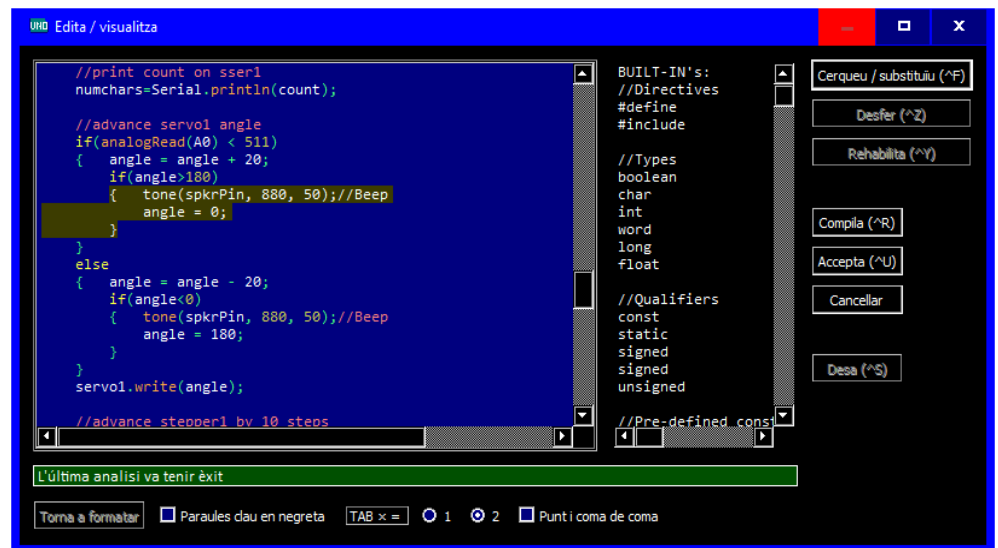 UNO Edita / visualitza
//print count on sser1
numchars=Serial.println(count);
//advance servo1 angle
if(analogRead(A0) < 511)
{ angle = angle + 20;
if(angle>180)
{ tone(spkrPin, 880, 50);//Beep
angle = 0;
}
}
else
{ angle = angle - 20;
if(angle<0)
{ tone(spkrPin, 880, 50);//Beep
angle = 180;
}
}
servo1.write(angle);
//advance stepper1 by 10 steps
BUILT-IN's:
//Directives
#define
#include
//Types
boolean
char
int
word
long
float
//Qualifiers
const
static
signed
signed
unsigned
//Pre-defined const
Cerqueu / substituïu (^F)
Desfer (^Z)
Rehabilita (^Y)
Compila (^R)
Accepta (^U)
Cancellar
Desa (^S)
L'última analisi va tenir èxit
Torna a formatar Paraules clau en negreta TAB × = 1 2 Punt i coma de coma